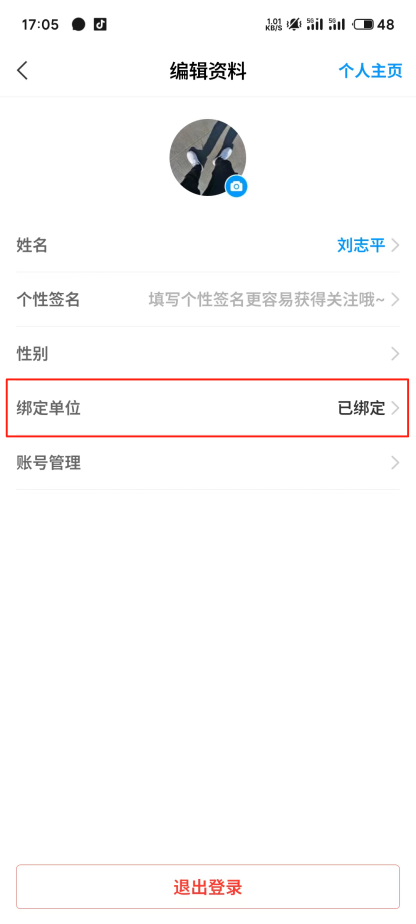 17:05 1.01 KB/S 5G 5G 48
编辑资料 个人主页
姓名 刘志平
个性签名 填写个性签名更容易获得关注哦~
性别
绑定单位 已绑定
账号管理
退出登录